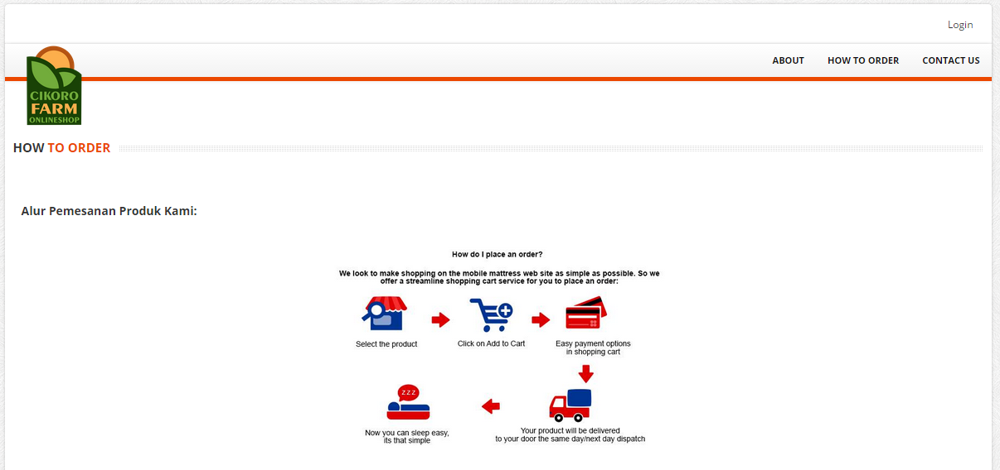 Login
ABOUT
HOW TO ORDER
CONTACT US
CIKORO
FARM
ONLINESHOP
HOW TO ORDER
Alur Pemesanan Produk Kami:
How do I place an order?
We look to make shopping on the mobile mattress web site as simple as possible. So we
offer a streamline shopping cart service for you to place an order:
Select the product
Click on Add to Cart
Easy payment options
in shopping cart
zzz
Now you can sleep easy,
its that simple
Your product will be delivered
to your door the same day/next day dispatch